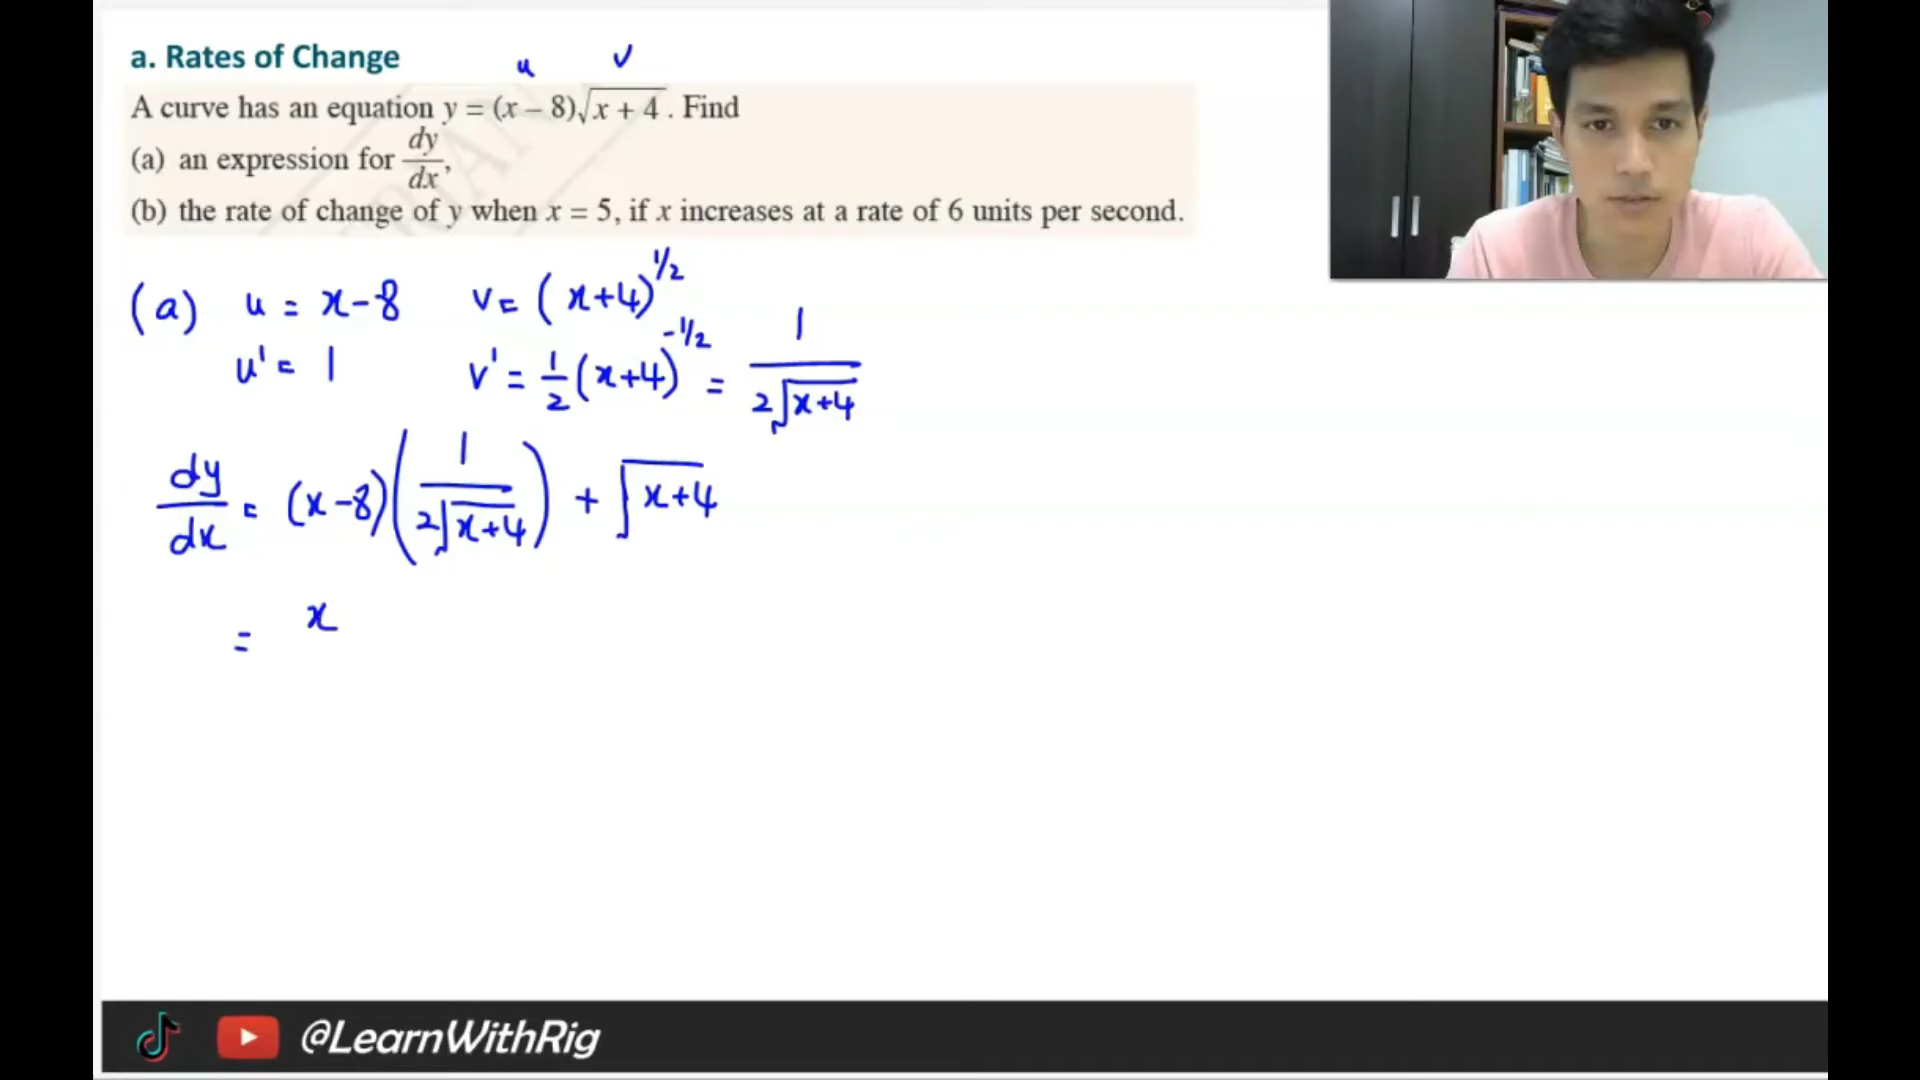 a. Rates of Change
u v
A curve has an equation y = (x – 8)√(x + 4) . Find
(a) an expression for dy/dx,
(b) the rate of change of y when x = 5, if x increases at a rate of 6 units per second.
(a) u = x-8 v= (x+4)^1/2
u' = 1 v' = 1/2 (x+4)^-1/2 = 1/(2√(x+4))
dy/dx = (x-8)(1/(2√(x+4))) + √(x+4)
= x
@LearnWithRig